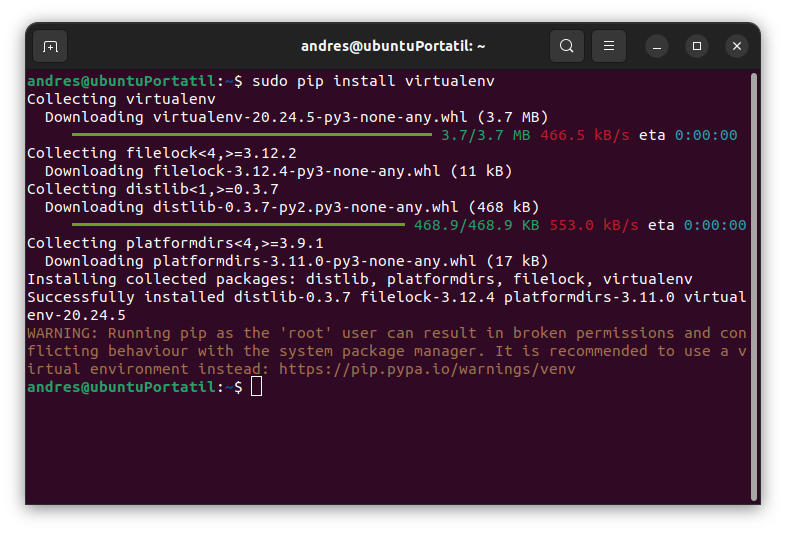 andres@ubuntuPortatil: ~
andres@ubuntuPortatil:~$ sudo pip install virtualenv
Collecting virtualenv
  Downloading virtualenv-20.24.5-py3-none-any.whl (3.7 MB)
3.7/3.7 MB 466.5 kB/s eta 0:00:00
Collecting filelock<4,>=3.12.2
  Downloading filelock-3.12.4-py3-none-any.whl (11 kB)
Collecting distlib<1,>=0.3.7
  Downloading distlib-0.3.7-py2.py3-none-any.whl (468 kB)
468.9/468.9 KB 553.0 kB/s eta 0:00:00
Collecting platformdirs<4,>=3.9.1
  Downloading platformdirs-3.11.0-py3-none-any.whl (17 kB)
Installing collected packages: distlib, platformdirs, filelock, virtualenv
Successfully installed distlib-0.3.7 filelock-3.12.4 platformdirs-3.11.0 virtual
env-20.24.5
WARNING: Running pip as the 'root' user can result in broken permissions and con
flicting behaviour with the system package manager. It is recommended to use a v
irtual environment instead: https://pip.pypa.io/warnings/venv
andres@ubuntuPortatil:~$